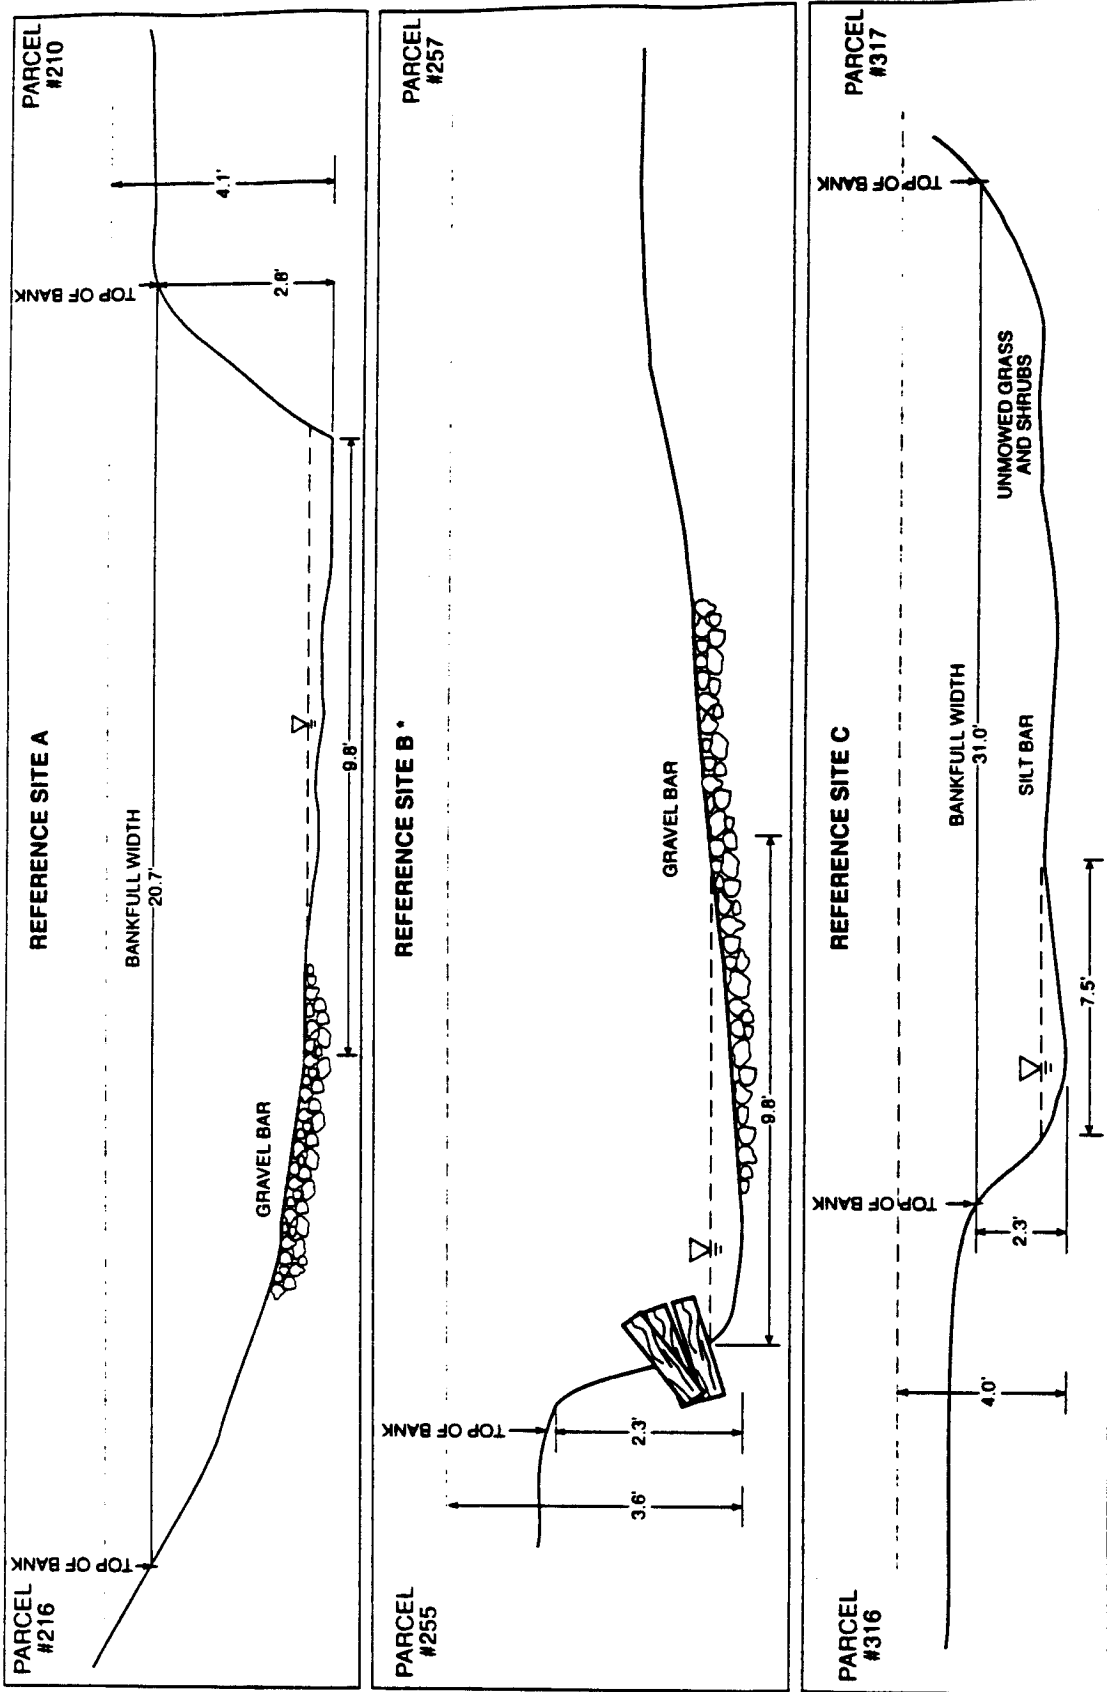 REFERENCE SITE A
PARCEL
#216
PARCEL
#210
TOP OF BANK
TOP OF BANK
BANKFULL WIDTH
20.7'
4.1'
2.8'
GRAVEL BAR
9.8'
REFERENCE SITE B *
PARCEL
#255
PARCEL
#257
TOP OF BANK
GRAVEL BAR
2.3'
3.6'
9.8'
REFERENCE SITE C
PARCEL
#316
PARCEL
#317
TOP OF BANK
TOP OF BANK
BANKFULL WIDTH
31.0'
UNMOWED GRASS
AND SHRUBS
SILT BAR
2.3'
4.0'
7.5'